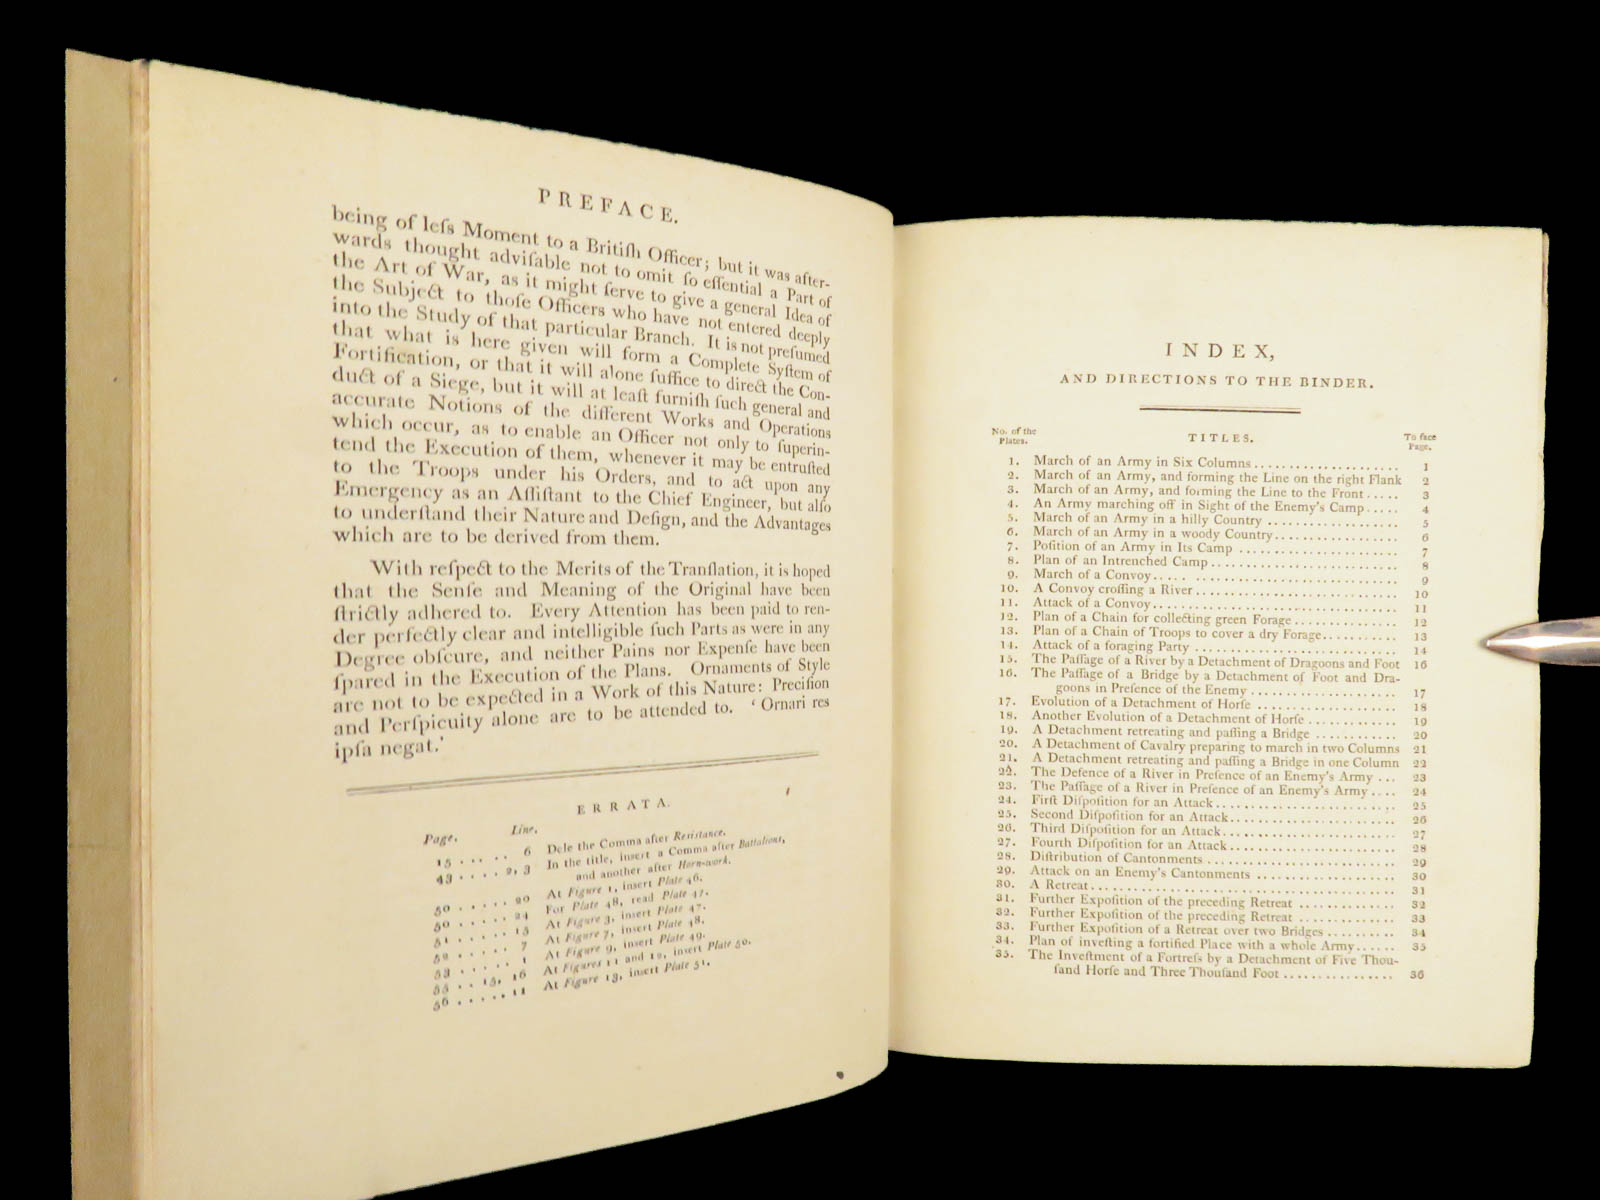 PREFACE.
being of leſs Moment to a Britiſh Officer; but it was after-
wards thought adviſable not to omit ſo eſſential a Part of
the Art of War, as it might ſerve to give a general Idea of
the Subject to thoſe Officers who have not entered deeply
into the Study of that particular Branch. It is not preſumed
that what is here given will form a Complete Syſtem of
Fortification, or that it will alone ſuffice to direct the Con-
duct of a Siege, but it will at leaſt furniſh ſuch general and
accurate Notions of the different Works and Operations
which occur, as to enable an Officer not only to ſuperin-
tend the Execution of them, whenever it may be entruſted
to the Troops under his Orders, and to act upon any
Emergency as an Aſſiſtant to the Chief Engineer, but alſo
to underſtand their Nature and Deſign, and the Advantages
which are to be derived from them.
With reſpect to the Merits of the Tranſlation, it is hoped
that the Senſe and Meaning of the Original have been
ſtrictly adhered to. Every Attention has been paid to ren-
der perfectly clear and intelligible ſuch Parts as were in any
Degree obſcure, and neither Pains nor Expenſe have been
ſpared in the Execution of the Plans. Ornaments of Style
are not to be expected in a Work of this Nature: Preciſion
and Perſpicuity alone are to be attended to. ‘ Ornari res
ipſa negat.’
ERRATA.
Page. Line.
15 . . . . . . 6 Dele the Comma after Resistance.
43 . . . . 2, 3 In the title, insert a Comma after Battalions,
and another after Horn-work.
50 . . . . . 20 At Figure 1, insert Plate 46.
50 . . . . . 24 For Plate 48, read Plate 47.
51 . . . . . 15 At Figure 3, insert Plate 47.
52 . . . . . 7 At Figure 7, insert Plate 48.
53 . . . . . 1 At Figure 9, insert Plate 49.
55 . . 15, 16 At Figures 11 and 12, insert Plate 50.
56 . . . . . . 11 At Figure 13, insert Plate 51.
INDEX,
AND DIRECTIONS TO THE BINDER.
No. of the Plates. TITLES. To face Page.
1. March of an Army in Six Columns . . . . . 1
2. March of an Army, and forming the Line on the right Flank 2
3. March of an Army, and forming the Line to the Front . . . . . 3
4. An Army marching off in Sight of the Enemy's Camp . . . . . 4
5. March of an Army in a hilly Country . . . . . 5
6. March of an Army in a woody Country . . . . . 6
7. Poſition of an Army in Its Camp . . . . . 7
8. Plan of an Intrenched Camp . . . . . 8
9. March of a Convoy . . . . . 9
10. A Convoy croſſing a River . . . . . 10
11. Attack of a Convoy . . . . . 11
12. Plan of a Chain for collecting green Forage . . . . . 12
13. Plan of a Chain of Troops to cover a dry Forage . . . . . 13
14. Attack of a foraging Party . . . . . 14
15. The Paſſage of a River by a Detachment of Dragoons and Foot 16
16. The Paſſage of a Bridge by a Detachment of Foot and Dra-
goons in Preſence of the Enemy . . . . . 17
17. Evolution of a Detachment of Horſe . . . . . 18
18. Another Evolution of a Detachment of Horſe . . . . . 19
19. A Detachment retreating and paſſing a Bridge . . . . . 20
20. A Detachment of Cavalry preparing to march in two Columns 21
21. A Detachment retreating and paſſing a Bridge in one Column 22
22. The Defence of a River in Preſence of an Enemy's Army . . . 23
23. The Paſſage of a River in Preſence of an Enemy's Army . . . . 24
24. Firſt Diſpoſition for an Attack . . . . . 25
25. Second Diſpoſition for an Attack . . . . . 26
26. Third Diſpoſition for an Attack . . . . . 27
27. Fourth Diſpoſition for an Attack . . . . . 28
28. Diſtribution of Cantonments . . . . . 29
29. Attack on an Enemy's Cantonments . . . . . 30
30. A Retreat . . . . . 31
31. Further Expoſition of the preceding Retreat . . . . . 32
32. Further Expoſition of the preceding Retreat . . . . . 33
33. Further Expoſition of a Retreat over two Bridges . . . . . 34
34. Plan of inveſting a fortified Place with a whole Army . . . . . 35
35. The Inveſtment of a Fortreſs by a Detachment of Five Thou-
ſand Horſe and Three Thouſand Foot . . . . . 36